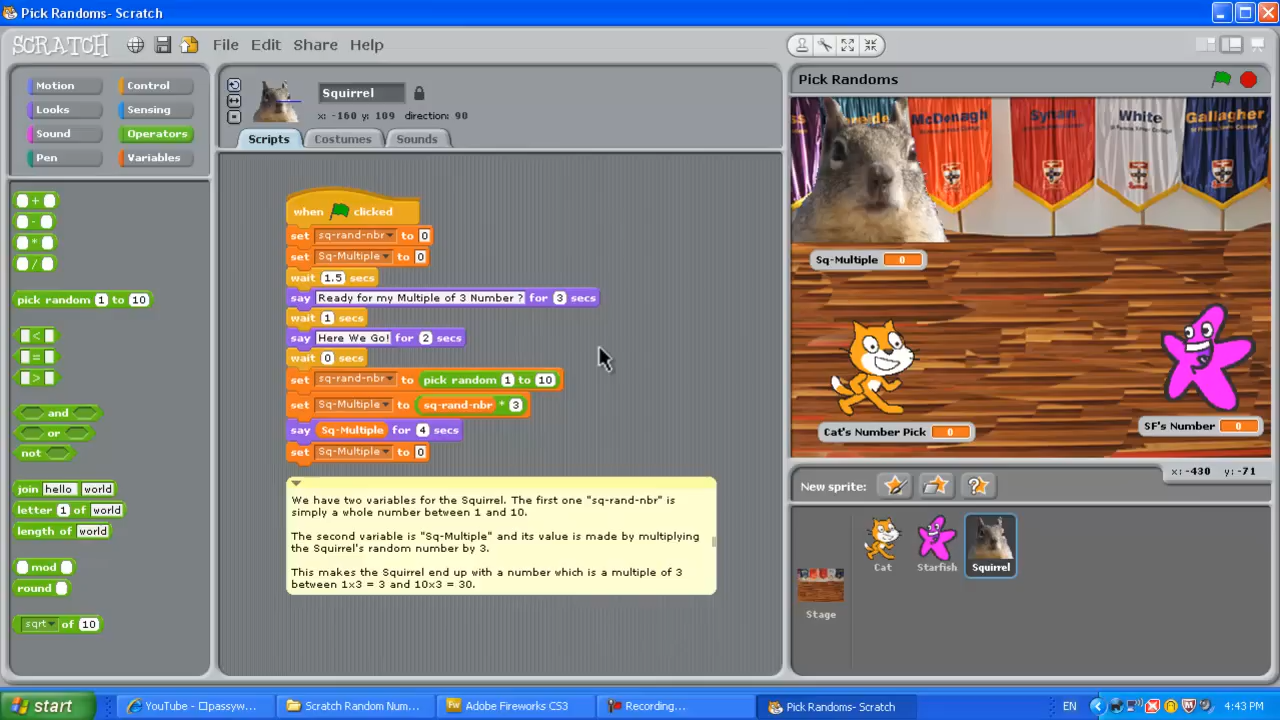 Pick Randoms- Scratch
SCRATCH File Edit Share Help
Motion Control
Looks Sensing
Sound Operators
Pen Variables
Squirrel
x: -160 y: 109 direction: 90
Scripts Costumes Sounds
+
-
*
/
pick random 1 to 10
<
=
>
and
or
not
join hello world
letter 1 of world
length of world
mod
round
sqrt of 10
when clicked
set sq-rand-nbr to 0
set Sq-Multiple to 0
wait 1.5 secs
say Ready for my Multiple of 3 Number ? for 3 secs
wait 1 secs
say Here We Go! for 2 secs
wait 0 secs
set sq-rand-nbr to pick random 1 to 10
set Sq-Multiple to sq-rand-nbr * 3
say Sq-Multiple for 4 secs
set Sq-Multiple to 0
We have two variables for the Squirrel. The first one "sq-rand-nbr" is
simply a whole number between 1 and 10.
The second variable is "Sq-Multiple" and its value is made by multiplying
the Squirrel's random number by 3.
This makes the Squirrel end up with a number which is a multiple of 3
between 1x3 = 3 and 10x3 = 30.
Pick Randoms
McDonagh Synan White Gallagher
Sq-Multiple 0
Cat's Number Pick 0
SF's Number 0
x: -430 y: -71
New sprite:
Cat Starfish Squirrel
Stage
start YouTube - passyw... Scratch Random Num... Adobe Fireworks CS3 Recording... Pick Randoms- Scratch EN 4:43 PM